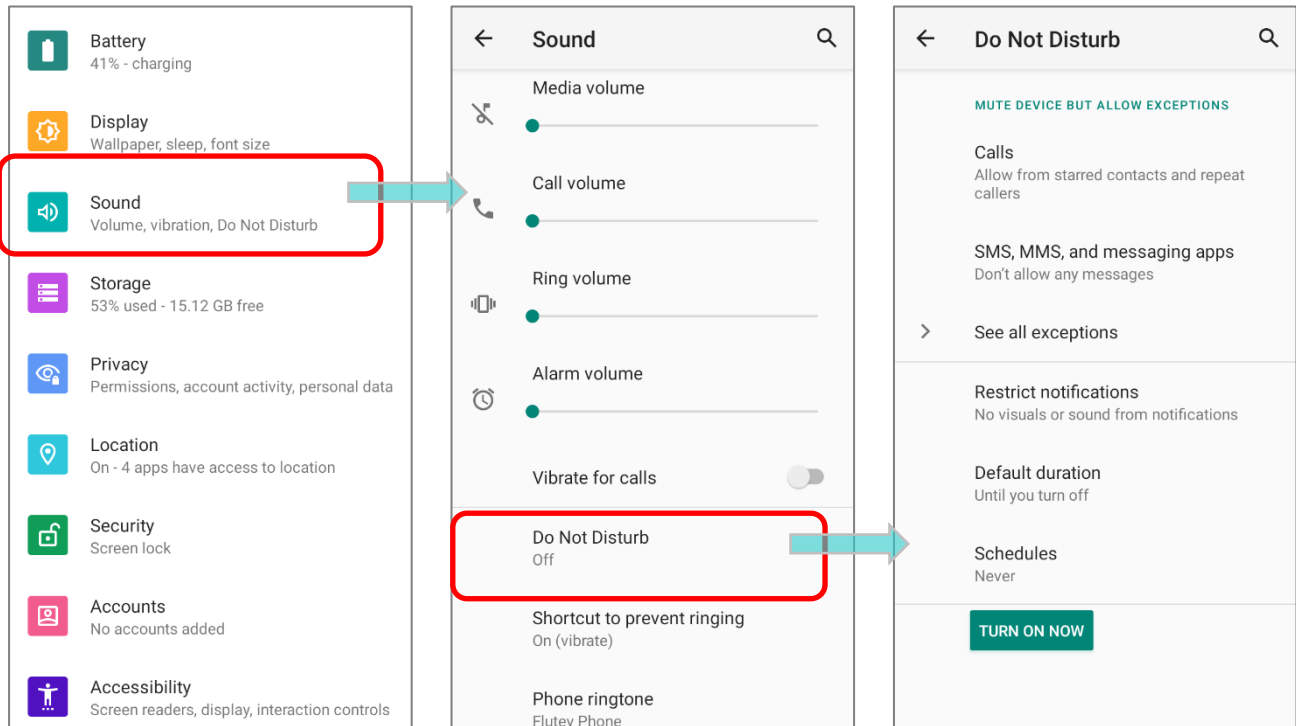 Battery
41% - charging
Display
Wallpaper, sleep, font size
Sound
Volume, vibration, Do Not Disturb
Storage
53% used - 15.12 GB free
Privacy
Permissions, account activity, personal data
Location
On - 4 apps have access to location
Security
Screen lock
Accounts
No accounts added
Accessibility
Screen readers, display, interaction controls
Sound
Media volume
Call volume
Ring volume
Alarm volume
Vibrate for calls
Do Not Disturb
Off
Shortcut to prevent ringing
On (vibrate)
Phone ringtone
Flutey Phone
Do Not Disturb
MUTE DEVICE BUT ALLOW EXCEPTIONS
Calls
Allow from starred contacts and repeat
callers
SMS, MMS, and messaging apps
Don't allow any messages
See all exceptions
Restrict notifications
No visuals or sound from notifications
Default duration
Until you turn off
Schedules
Never
TURN ON NOW